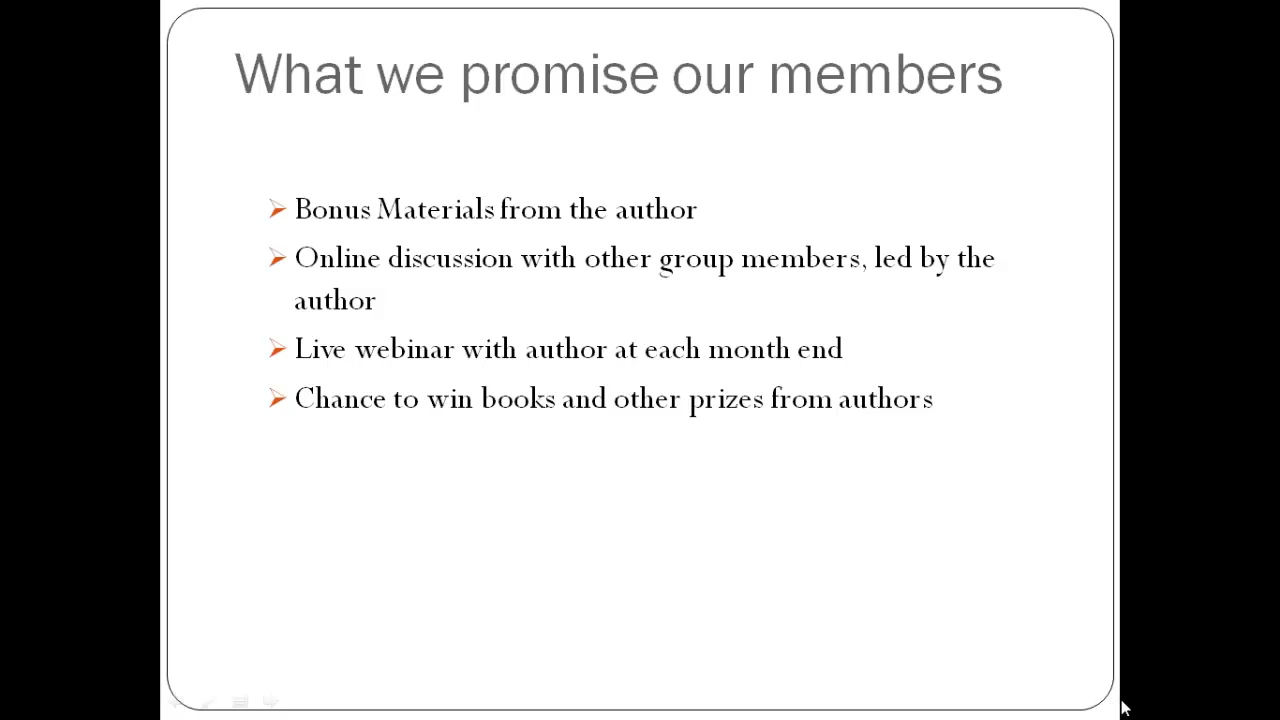 What we promise our members
Bonus Materials from the author
Online discussion with other group members, led by the
author
Live webinar with author at each month end
Chance to win books and other prizes from authors